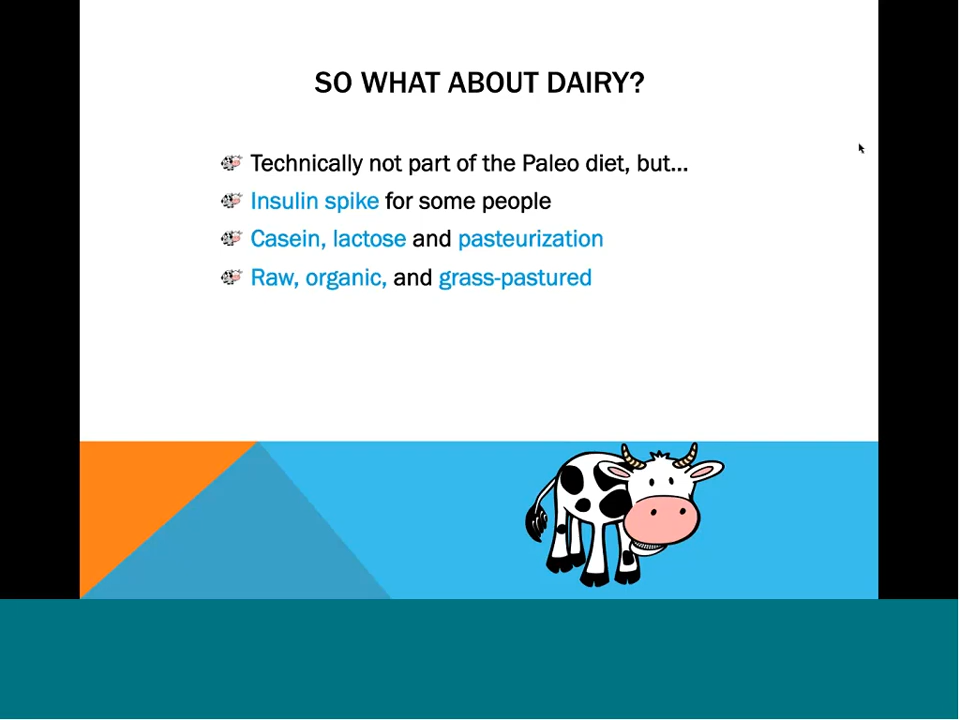 SO WHAT ABOUT DAIRY?
Technically not part of the Paleo diet, but...
Insulin spike for some people
Casein, lactose and pasteurization
Raw, organic, and grass-pastured